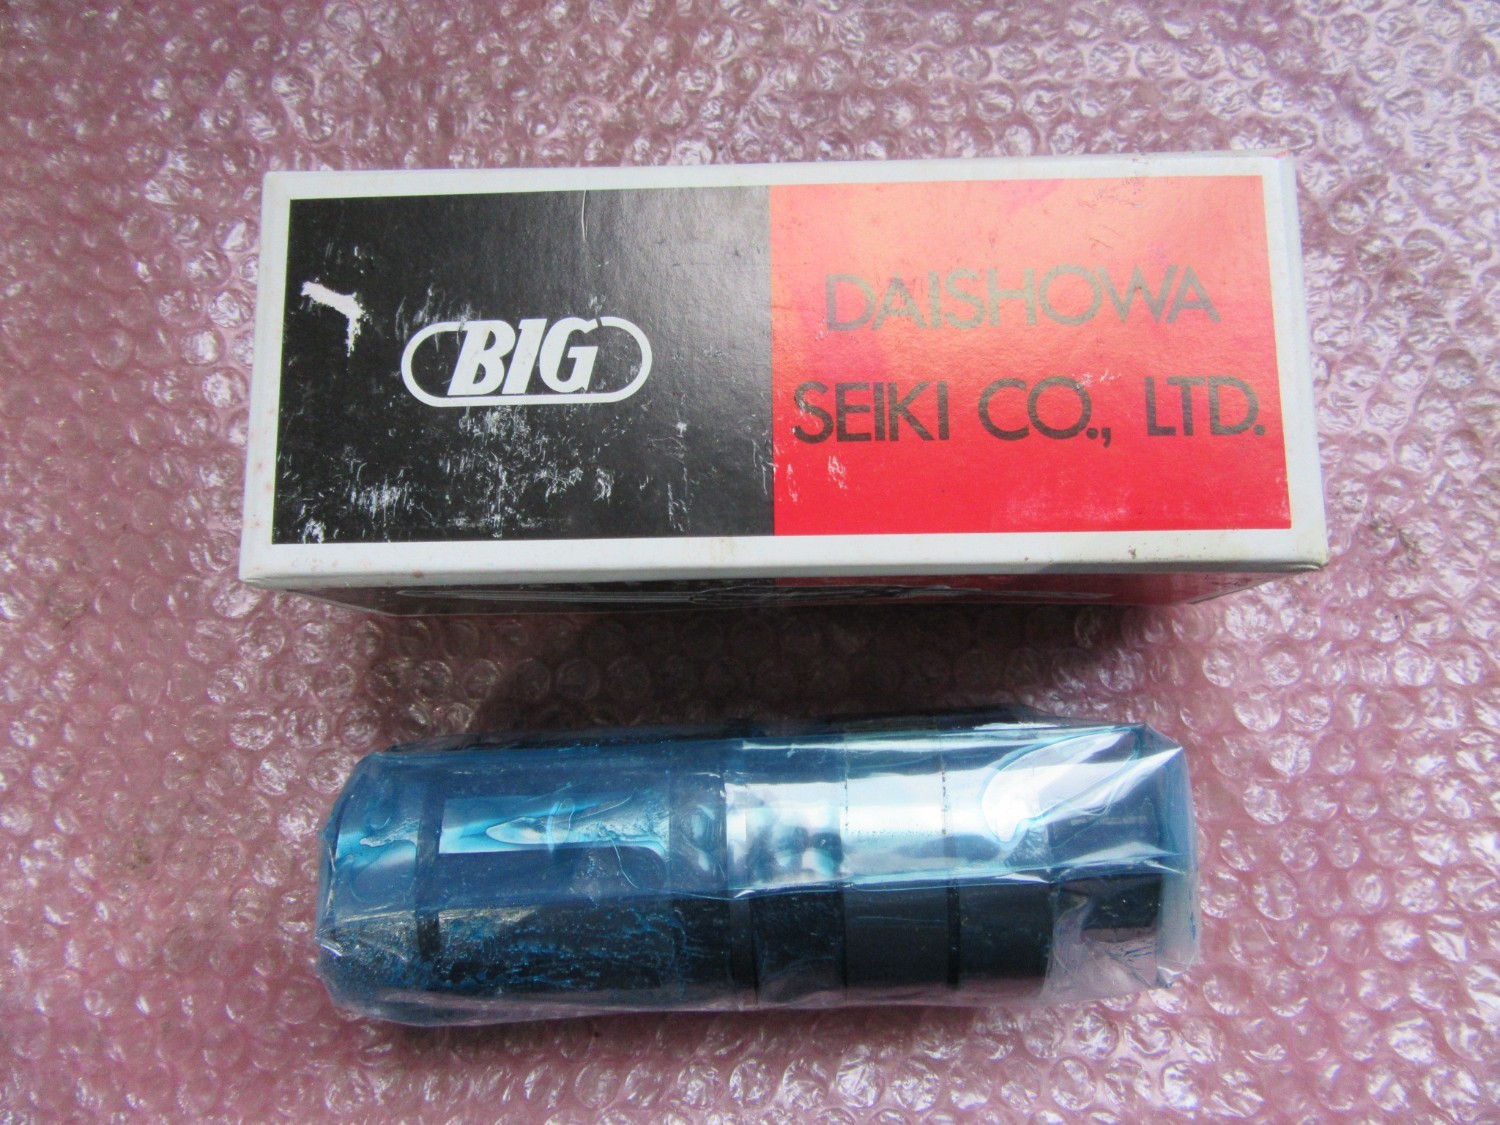 BIG
DAISHOWA
SEIKI CO., LTD.